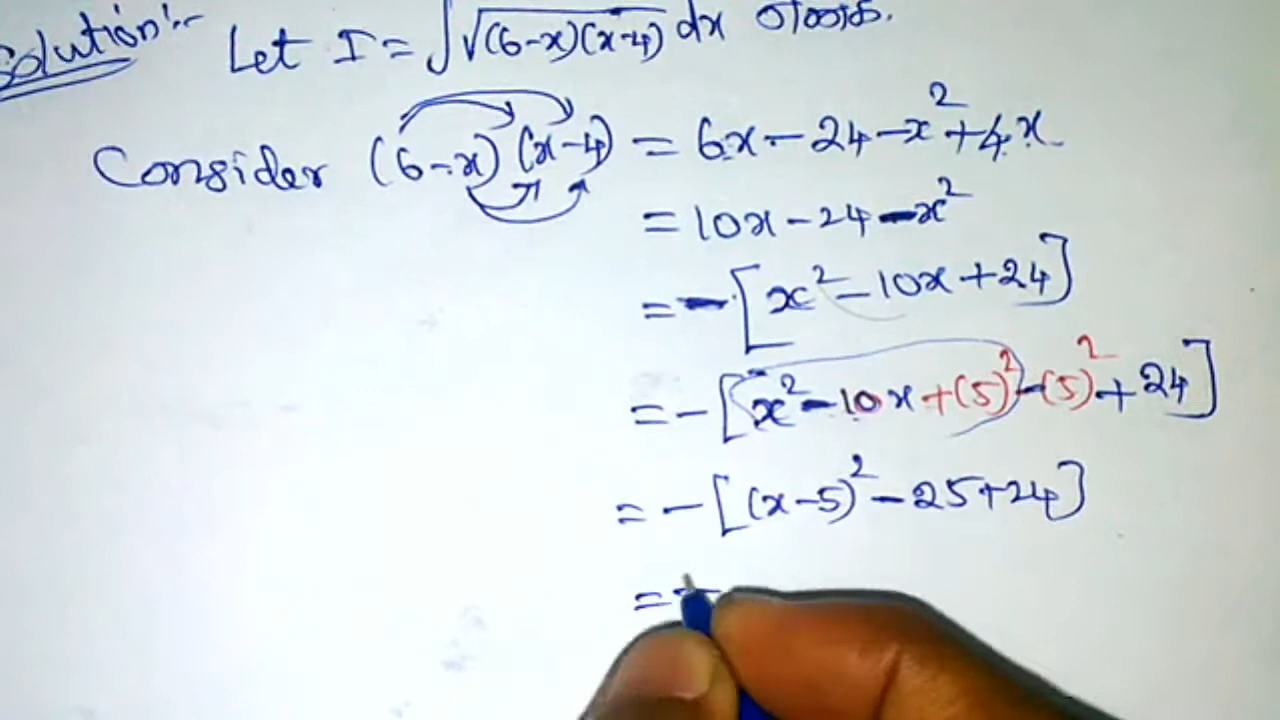 Solution:- Let I = ∫√(6-x)(x-4) dx என்க.
Consider (6-x)(x-4) = 6x - 24 - x² + 4x
= 10x - 24 - x²
= -[x² - 10x + 24]
= -[x² - 10x + (5)² - (5)² + 24]
= -[(x-5)² - 25 + 24]
= -